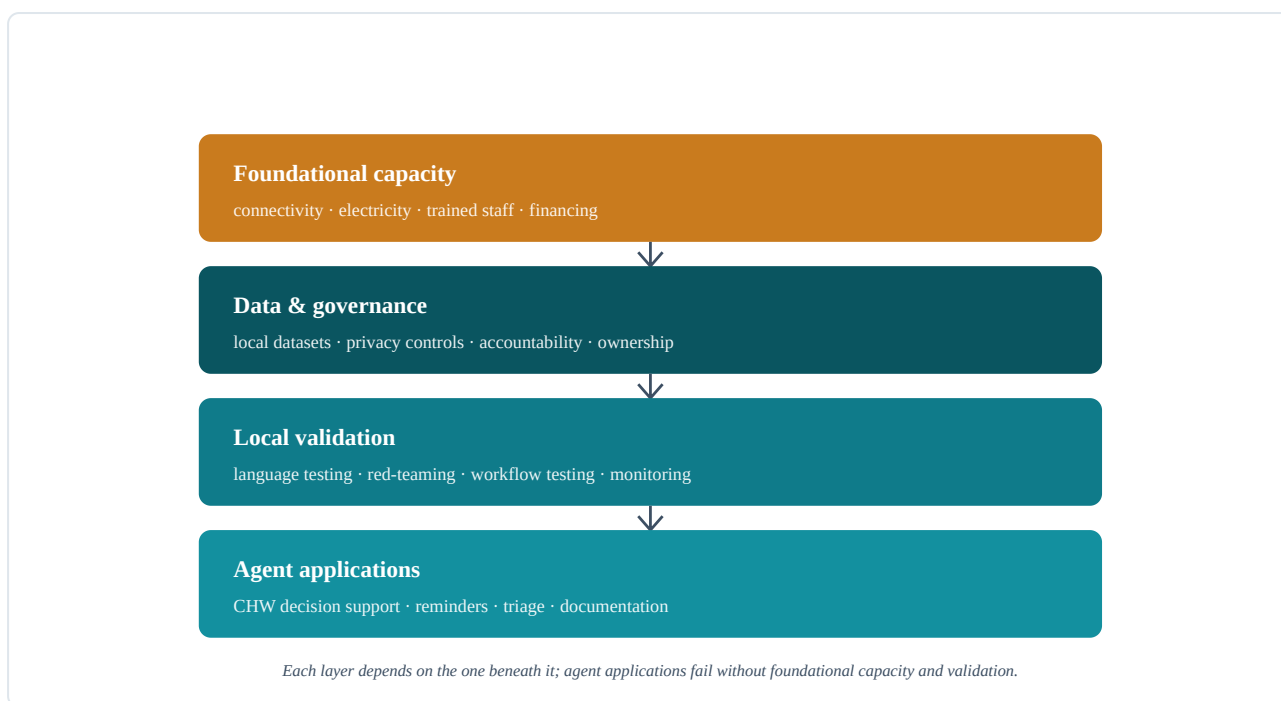 Foundational capacity
connectivity · electricity · trained staff · financing
Data & governance
local datasets · privacy controls · accountability · ownership
Local validation
language testing · red-teaming · workflow testing · monitoring
Agent applications
CHW decision support · reminders · triage · documentation
Each layer depends on the one beneath it; agent applications fail without foundational capacity and validation.